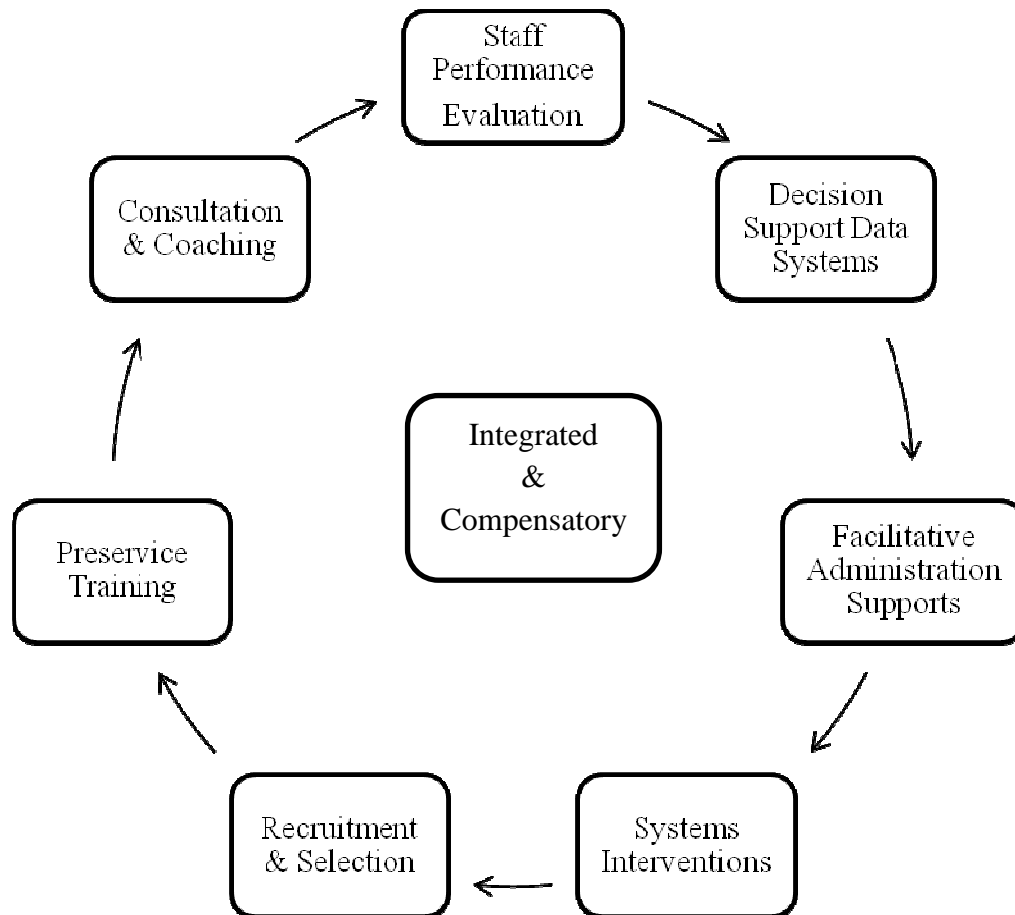 Staff
Performance
Evaluation
Decision
Support Data
Systems
Facilitative
Administration
Supports
Systems
Interventions
Recruitment
& Selection
Preservice
Training
Consultation
& Coaching
Integrated
&
Compensatory